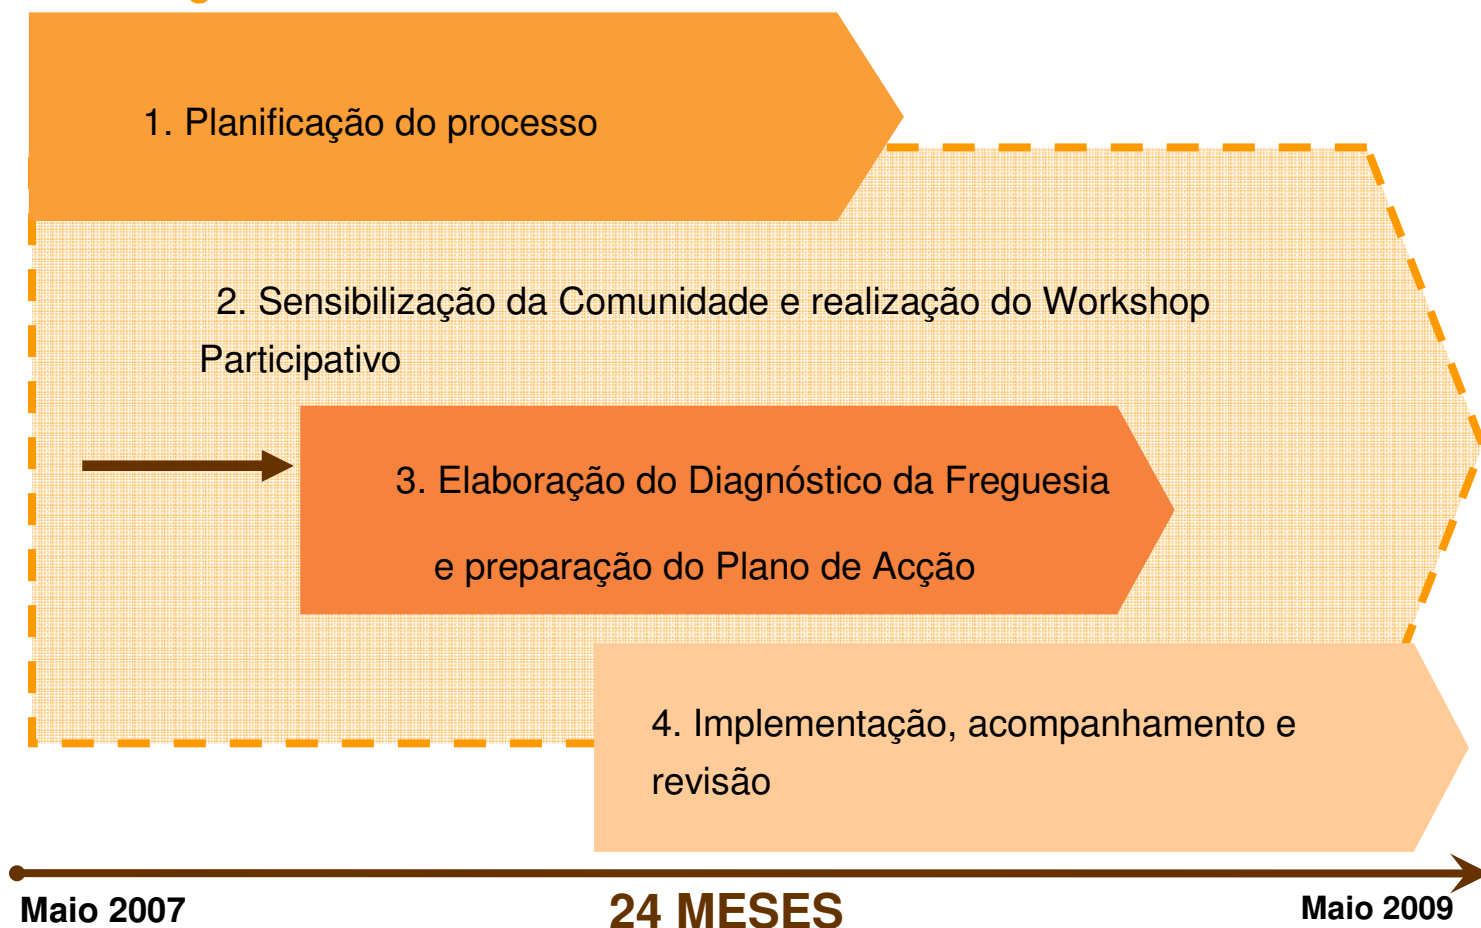 1. Planificação do processo
2. Sensibilização da Comunidade e realização do Workshop
Participativo
3. Elaboração do Diagnóstico da Freguesia
e preparação do Plano de Acção
4. Implementação, acompanhamento e
revisão
Maio 2007
24 MESES
Maio 2009